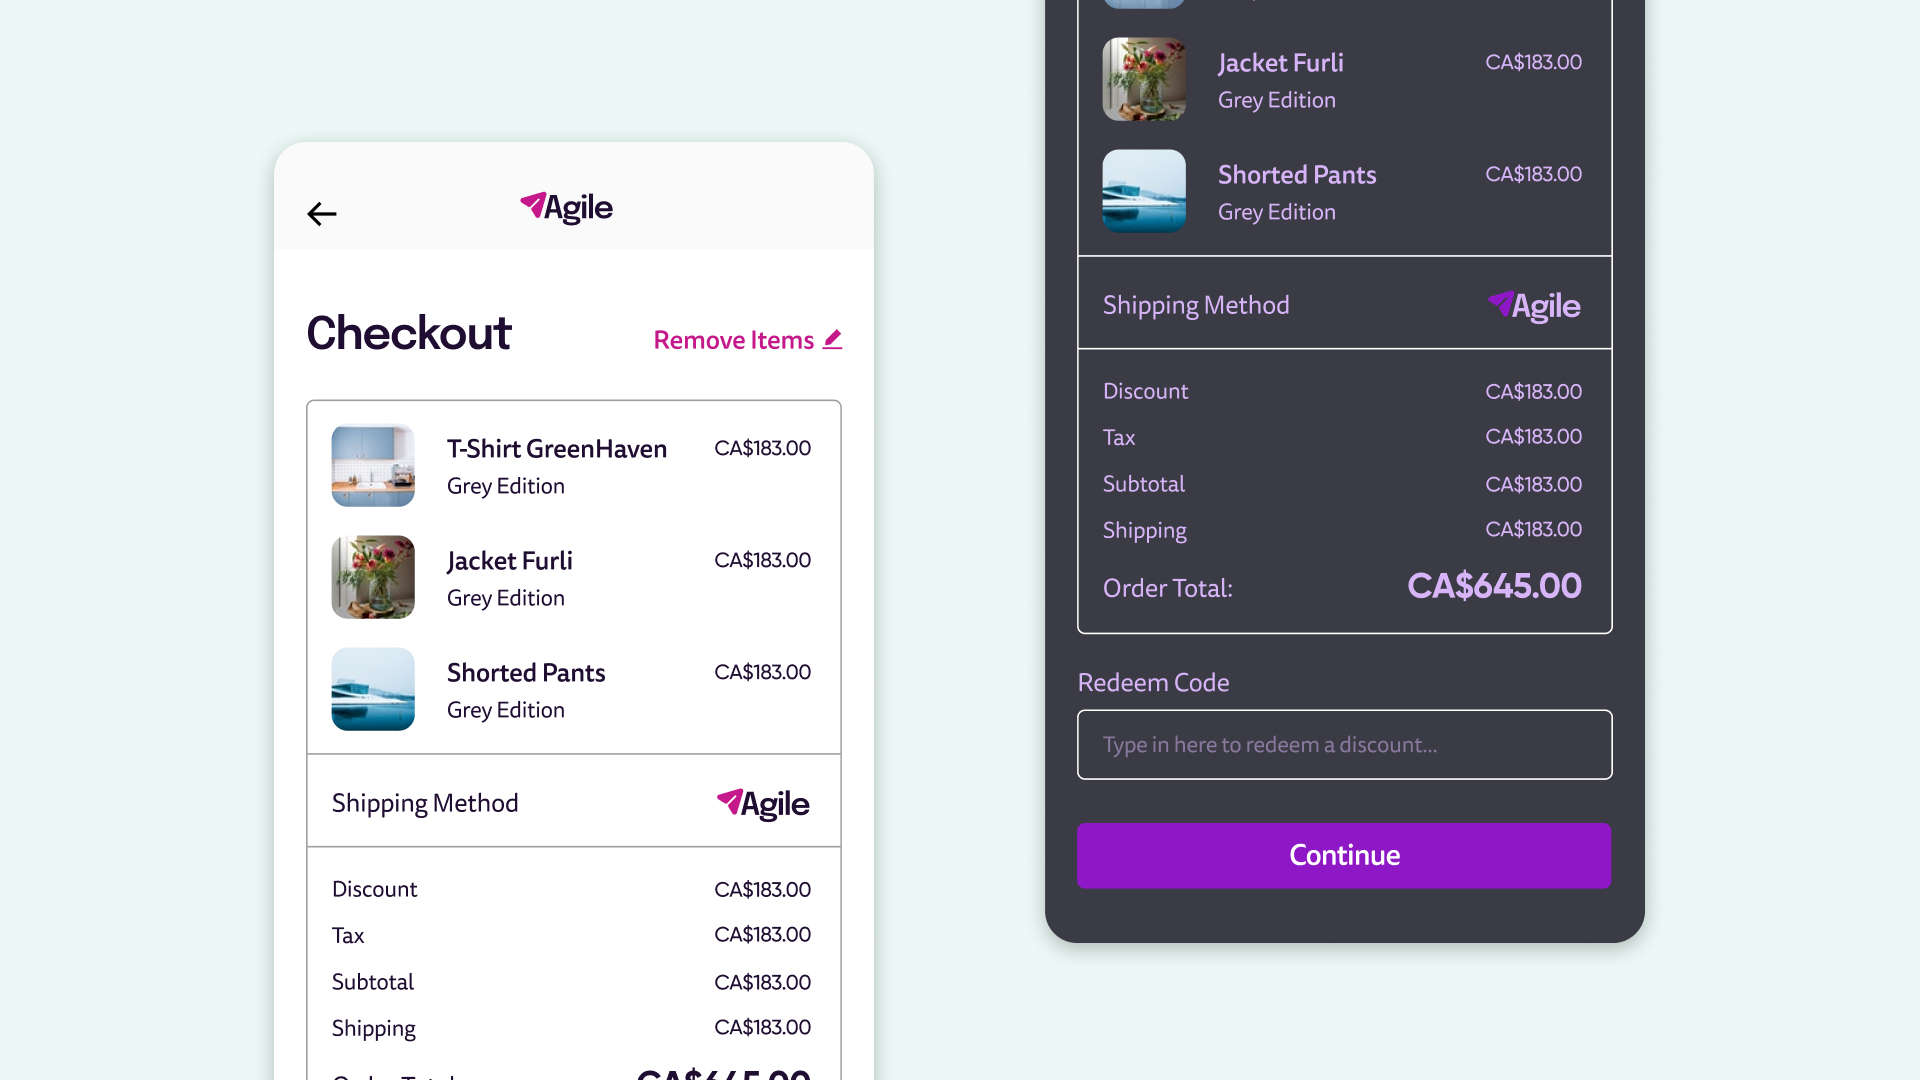 Agile
Checkout
Remove Items
T-Shirt GreenHaven CA$183.00
Grey Edition
Jacket Furli CA$183.00
Grey Edition
Shorted Pants CA$183.00
Grey Edition
Shipping Method Agile
Discount CA$183.00
Tax CA$183.00
Subtotal CA$183.00
Shipping CA$183.00
CA$645.00
Jacket Furli CA$183.00
Grey Edition
Shorted Pants CA$183.00
Grey Edition
Shipping Method Agile
Discount CA$183.00
Tax CA$183.00
Subtotal CA$183.00
Shipping CA$183.00
Order Total: CA$645.00
Redeem Code
Type in here to redeem a discount...
Continue